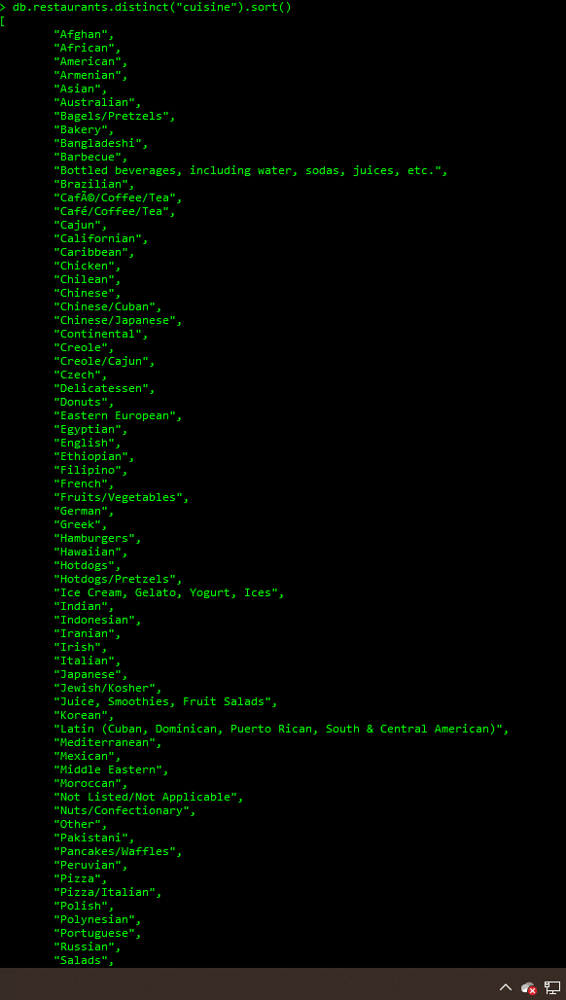 > db.restaurants.distinct("cuisine").sort()
[
"Afghan",
"African",
"American",
"Armenian",
"Asian",
"Australian",
"Bagels/Pretzels",
"Bakery",
"Bangladeshi",
"Barbecue",
"Bottled beverages, including water, sodas, juices, etc.",
"Brazilian",
"CafÃ©/Coffee/Tea",
"Café/Coffee/Tea",
"Cajun",
"Californian",
"Caribbean",
"Chicken",
"Chilean",
"Chinese",
"Chinese/Cuban",
"Chinese/Japanese",
"Continental",
"Creole",
"Creole/Cajun",
"Czech",
"Delicatessen",
"Donuts",
"Eastern European",
"Egyptian",
"English",
"Ethiopian",
"Filipino",
"French",
"Fruits/Vegetables",
"German",
"Greek",
"Hamburgers",
"Hawaiian",
"Hotdogs",
"Hotdogs/Pretzels",
"Ice Cream, Gelato, Yogurt, Ices",
"Indian",
"Indonesian",
"Iranian",
"Irish",
"Italian",
"Japanese",
"Jewish/Kosher",
"Juice, Smoothies, Fruit Salads",
"Korean",
"Latin (Cuban, Dominican, Puerto Rican, South & Central American)",
"Mediterranean",
"Mexican",
"Middle Eastern",
"Moroccan",
"Not Listed/Not Applicable",
"Nuts/Confectionary",
"Other",
"Pakistani",
"Pancakes/Waffles",
"Peruvian",
"Pizza",
"Pizza/Italian",
"Polish",
"Polynesian",
"Portuguese",
"Russian",
"Salads",